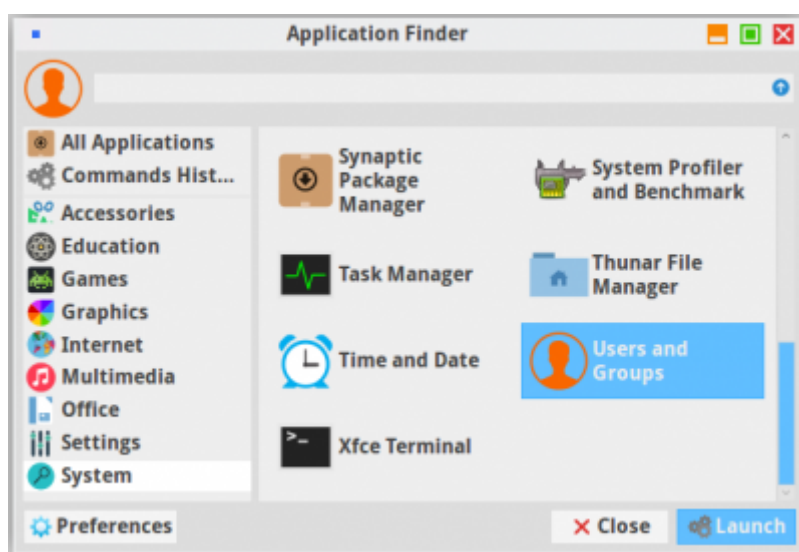 Application Finder
All Applications
Commands Hist...
Accessories
Education
Games
Graphics
Internet
Multimedia
Office
Settings
System
Synaptic
Package
Manager
System Profiler
and Benchmark
Task Manager
Thunar File
Manager
Time and Date
Users and
Groups
>_
Xfce Terminal
Preferences
Close
Launch